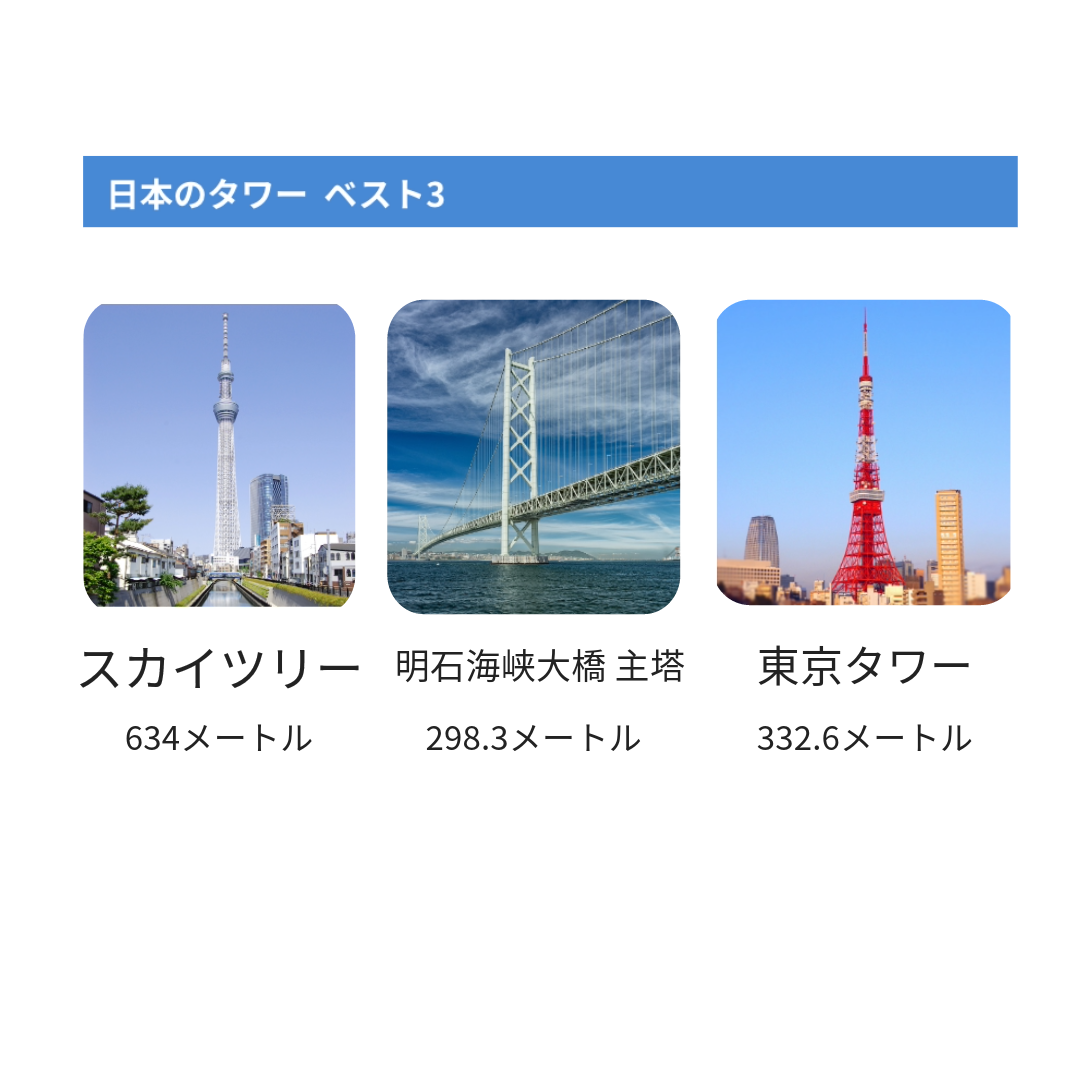 日本のタワー ベスト3
スカイツリー
明石海峡大橋 主塔
東京タワー
634メートル
298.3メートル
332.6メートル